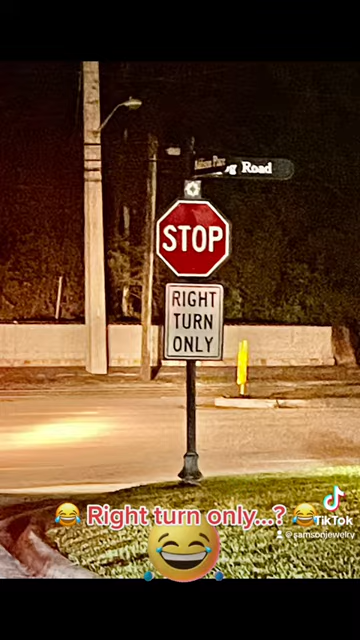 g Road
STOP
RIGHT
TURN
ONLY
😂 Right turn only...? 😂
TikTok
@samsonjewelry